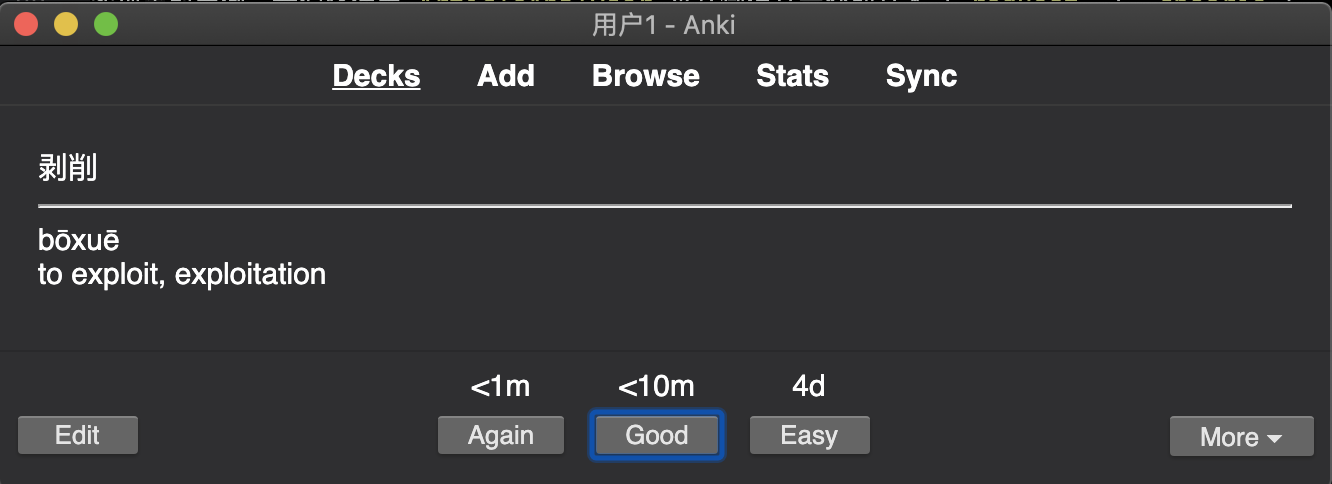 用户1 - Anki
Decks Add Browse Stats Sync
剥削
bōxuē
to exploit, exploitation
<1m <10m 4d
Edit Again Good Easy More